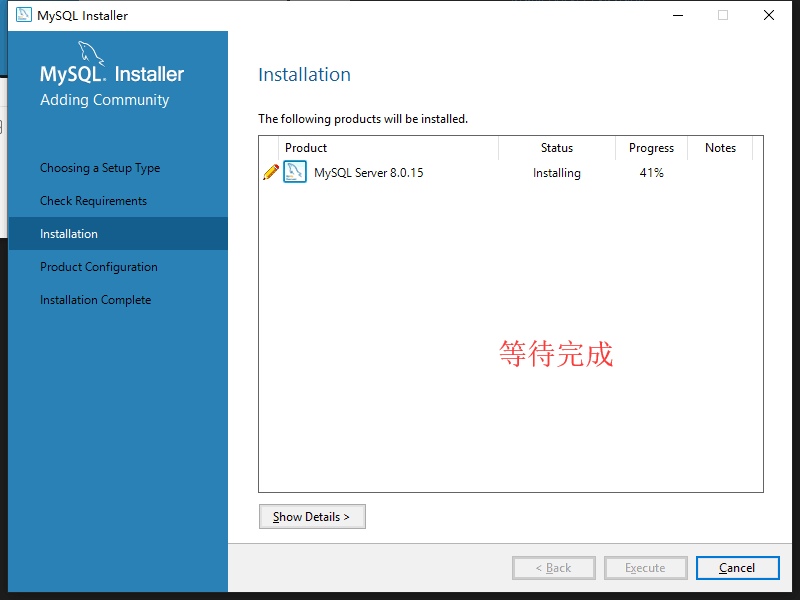 MySQL Installer
MySQL. Installer
Adding Community
Choosing a Setup Type
Check Requirements
Installation
Product Configuration
Installation Complete
Installation
The following products will be installed.
Product Status Progress Notes
MySQL Server 8.0.15 Installing 41%
等待完成
Show Details >
< Back Execute Cancel